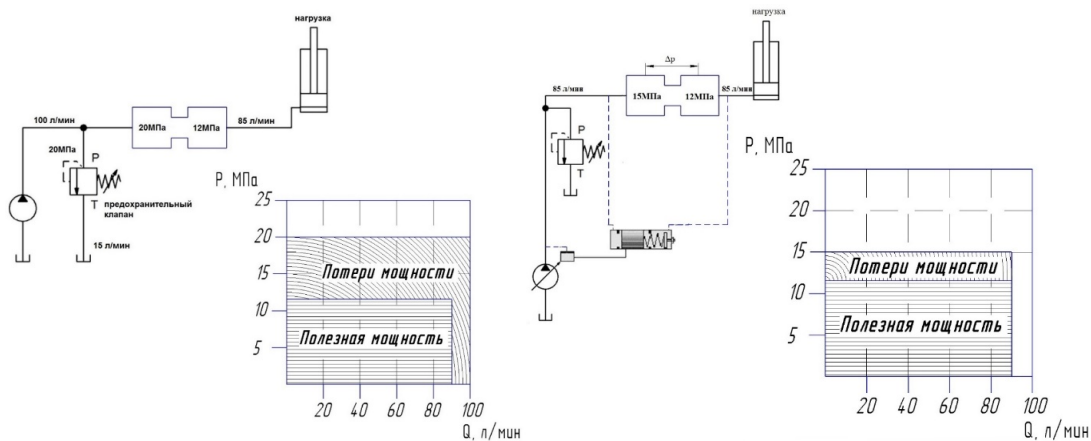 нагрузка
100 л/мин
20МПа
12МПа
85 л/мин
20МПа
P
T
предохранительный
клапан
15 л/мин
P, МПа
25
20
15
10
5
Потери мощности
Полезная мощность
20 40 60 80 100
Q, л/мин
нагрузка
Δp
85 л/мин
15МПа
12МПа
85 л/мин
P
T
P, МПа
25
20
15
10
5
Потери мощности
Полезная мощность
20 40 60 80 100
Q, л/мин